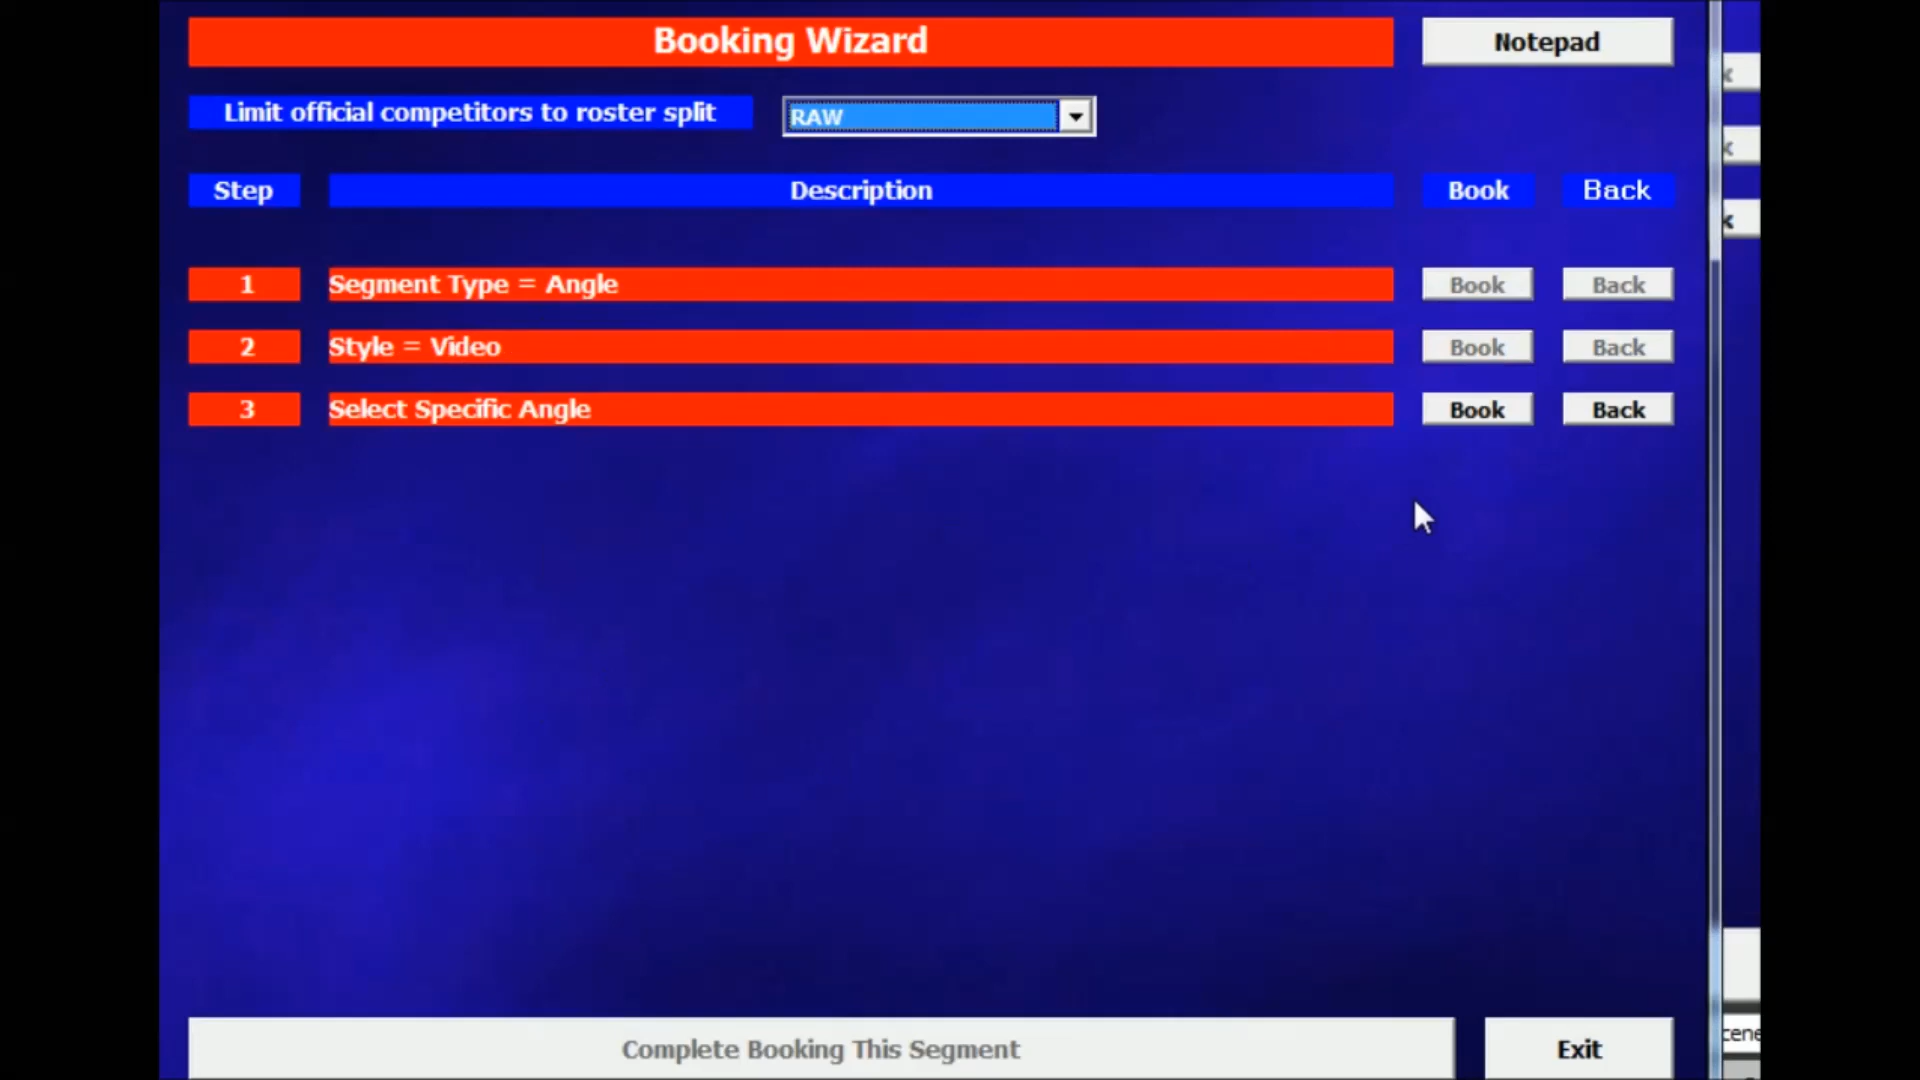 Booking Wizard
Notepad
Limit official competitors to roster split
RAW
Step
Description
Book
Back
1
Segment Type = Angle
Book
Back
2
Style = Video
Book
Back
3
Select Specific Angle
Book
Back
Complete Booking This Segment
Exit